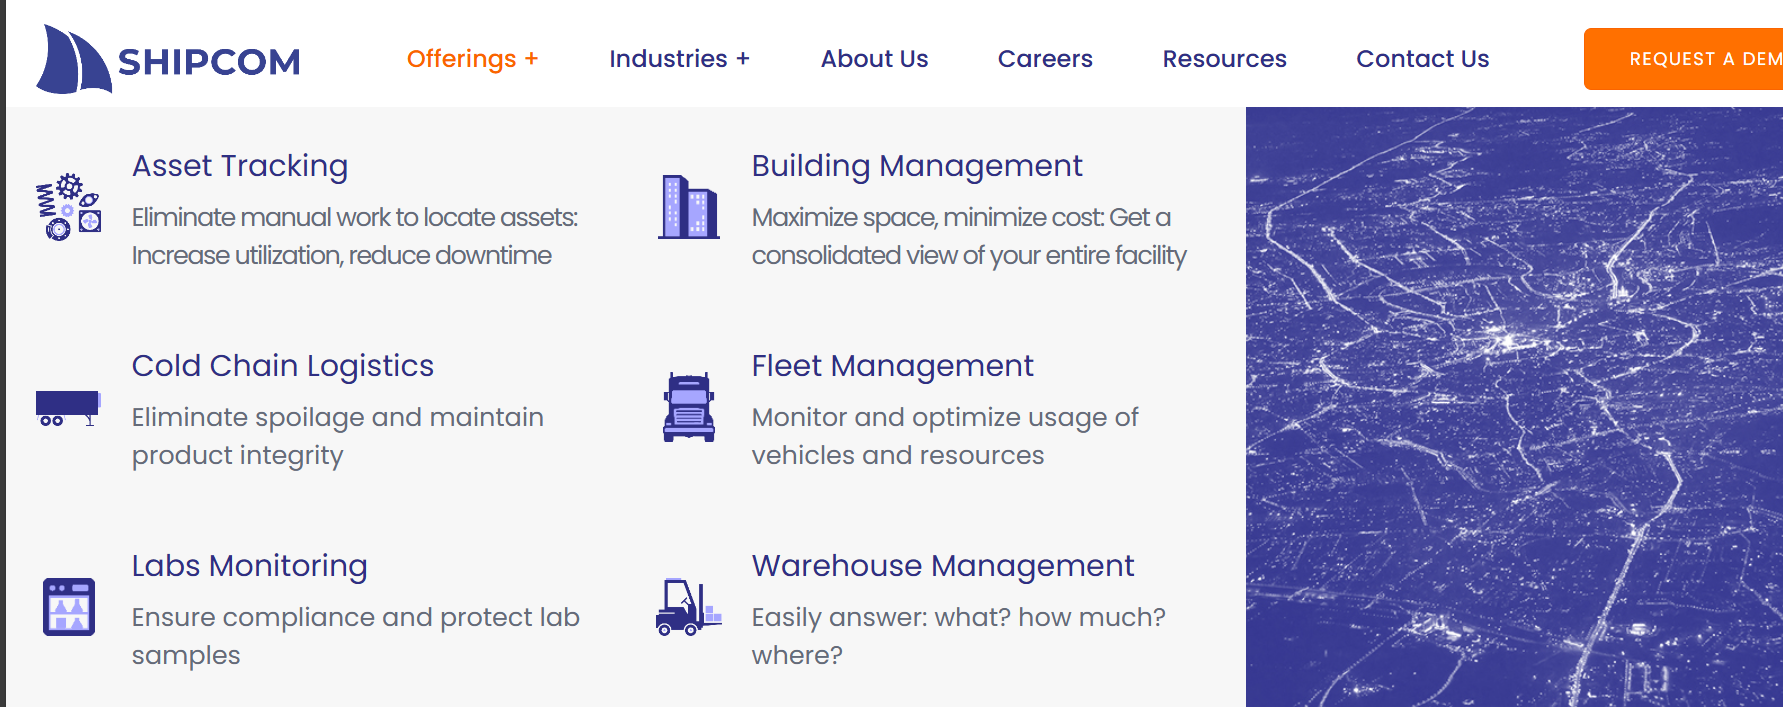 SHIPCOM
Offerings +
Industries +
About Us
Careers
Resources
Contact Us
REQUEST A DEM
Asset Tracking
Eliminate manual work to locate assets:
Increase utilization, reduce downtime
Building Management
Maximize space, minimize cost: Get a
consolidated view of your entire facility
Cold Chain Logistics
Eliminate spoilage and maintain
product integrity
Fleet Management
Monitor and optimize usage of
vehicles and resources
Labs Monitoring
Ensure compliance and protect lab
samples
Warehouse Management
Easily answer: what? how much?
where?